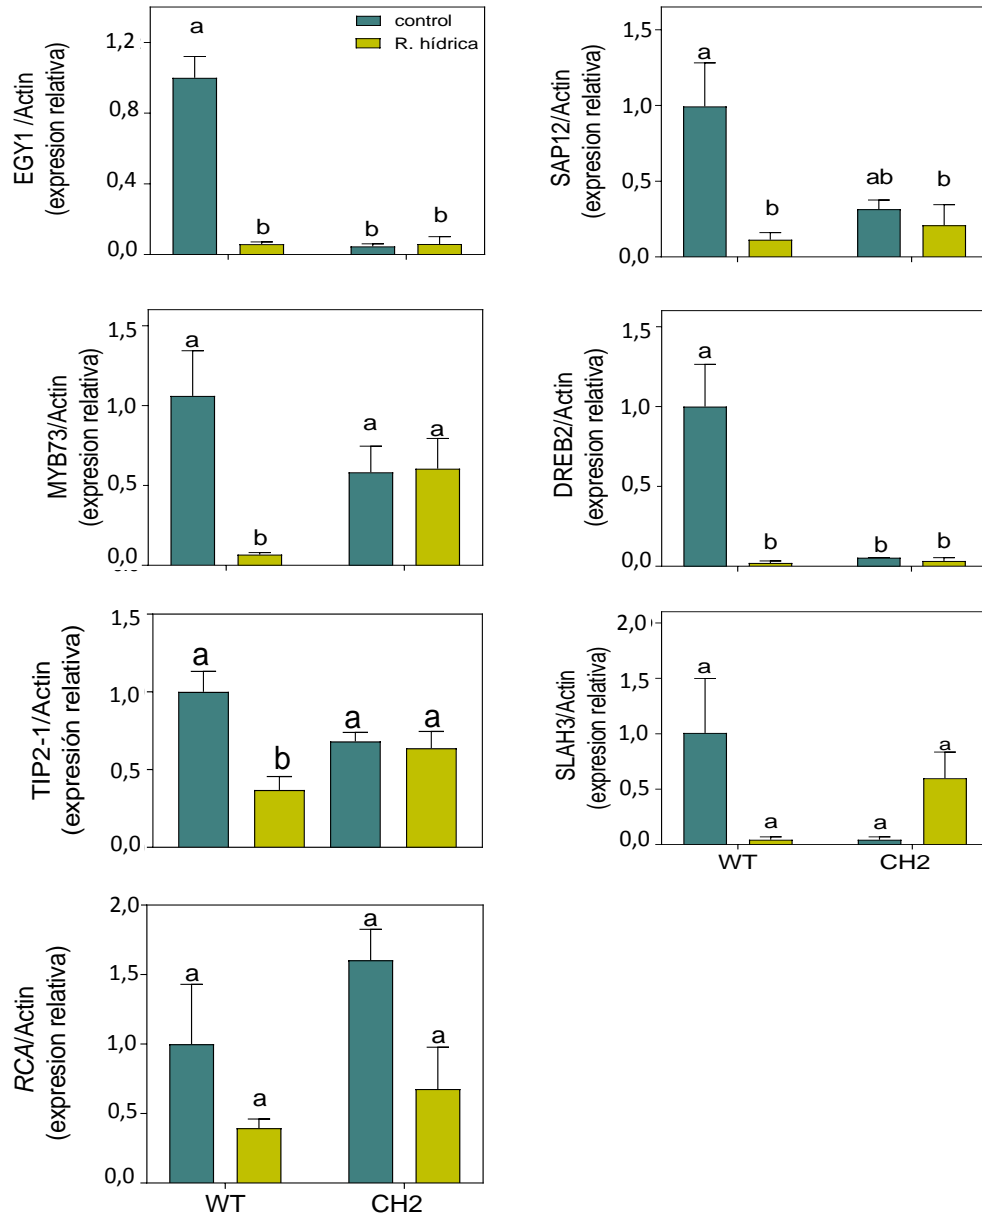 EGY1 /Actin
(expresion relativa)
1,2
0,8
0,4
0,0
a
b
b
b
control
R. hídrica
SAP12/Actin
(expresion relativa)
1,5
1,0
0,5
0,0
a
b
ab
b
MYB73/Actin
(expresion relativa)
1,5
1,0
0,5
0,0
a
b
a
a
DREB2/Actin
(expresion relativa)
1,5
1,0
0,5
0,0
a
b
b
b
TIP2-1/Actin
(expresión relativa)
1,5
1,0
0,5
0,0
a
b
a
a
SLAH3/Actin
(expresion relativa)
2,0
1,5
1,0
0,5
0,0
a
a
a
a
WT
CH2
RCA/Actin
(expresion relativa)
2,0
1,5
1,0
0,5
0,0
a
a
a
a
WT
CH2